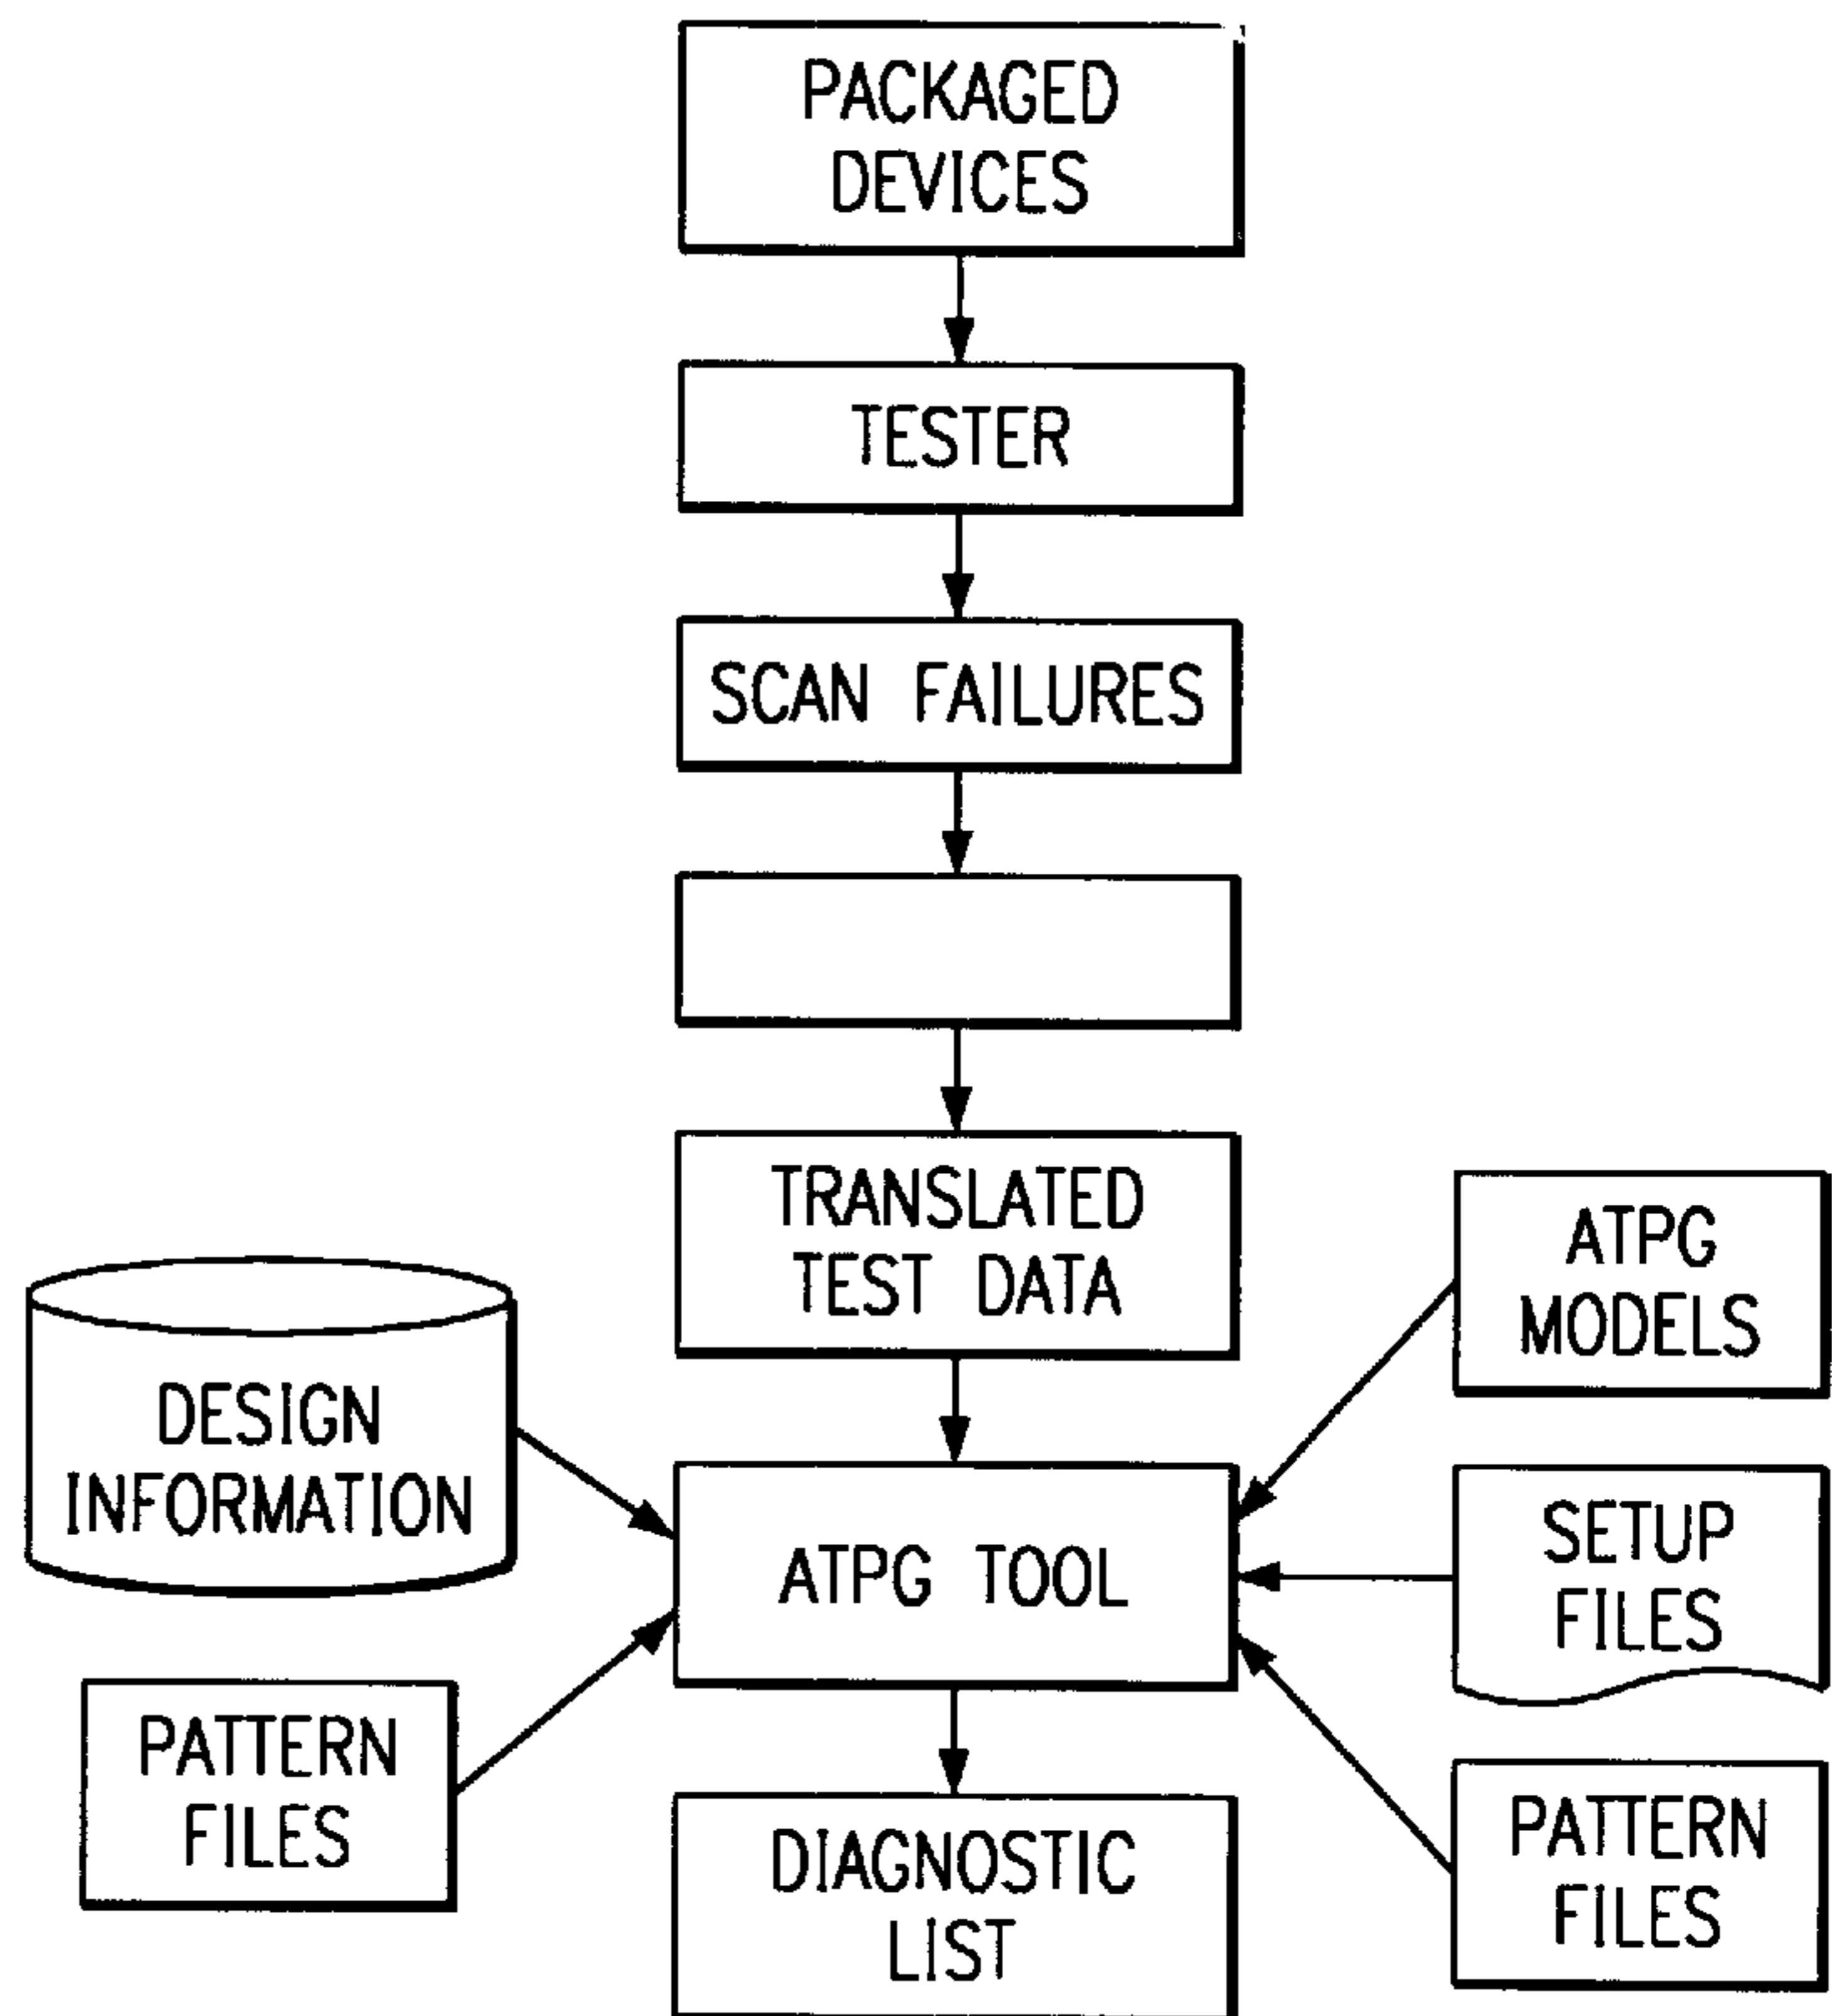 PACKAGED
DEVICES
TESTER
SCAN FAILURES
TRANSLATED
TEST DATA
ATPG
MODELS
DESIGN
INFORMATION
SETUP
FILES
ATPG TOOL
PATTERN
FILES
PATTERN
FILES
DIAGNOSTIC
LIST